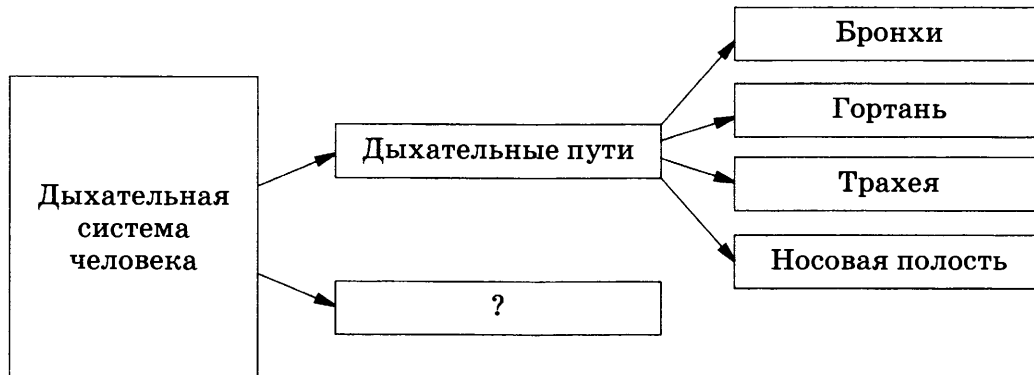 Дыхательная
система
человека
Дыхательные пути
?
Бронхи
Гортань
Трахея
Носовая полость